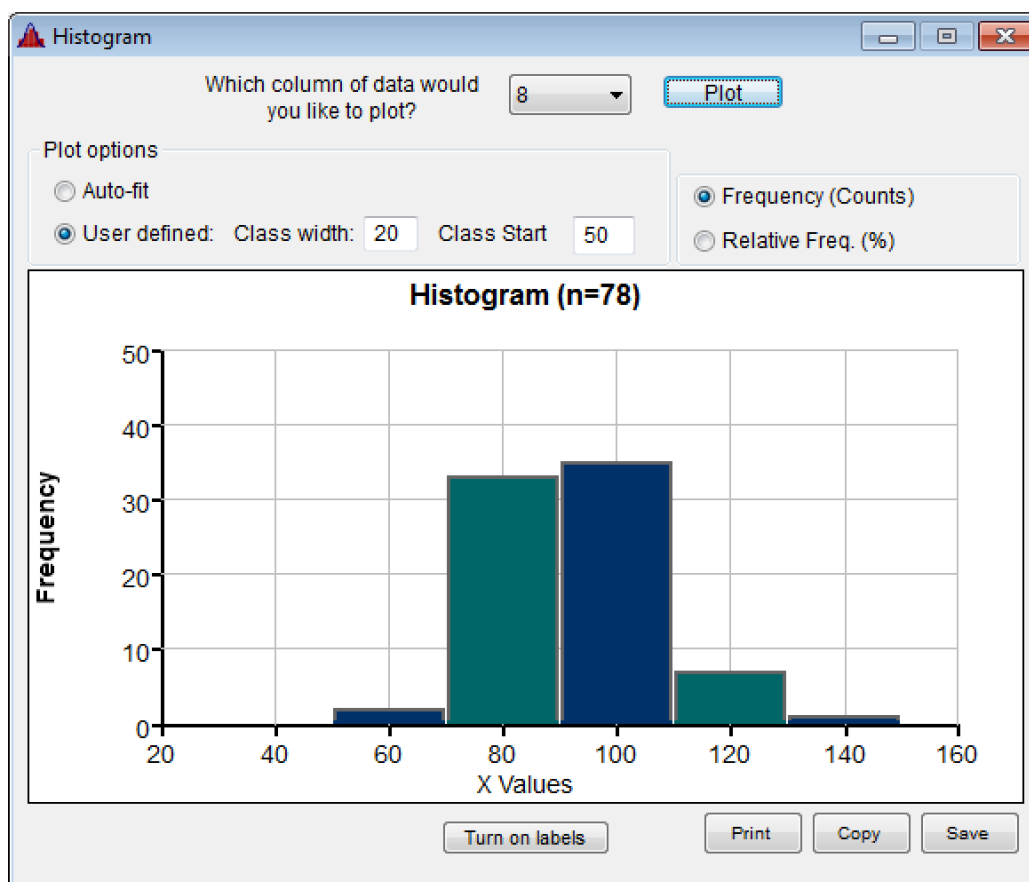 Histogram
Which column of data would
you like to plot?
8
Plot
Plot options
Auto-fit
User defined:
Class width:
20
Class Start
50
Frequency (Counts)
Relative Freq. (%)
Histogram (n=78)
Frequency
50
40
30
20
10
0
20 40 60 80 100 120 140 160
X Values
Turn on labels
Print
Copy
Save